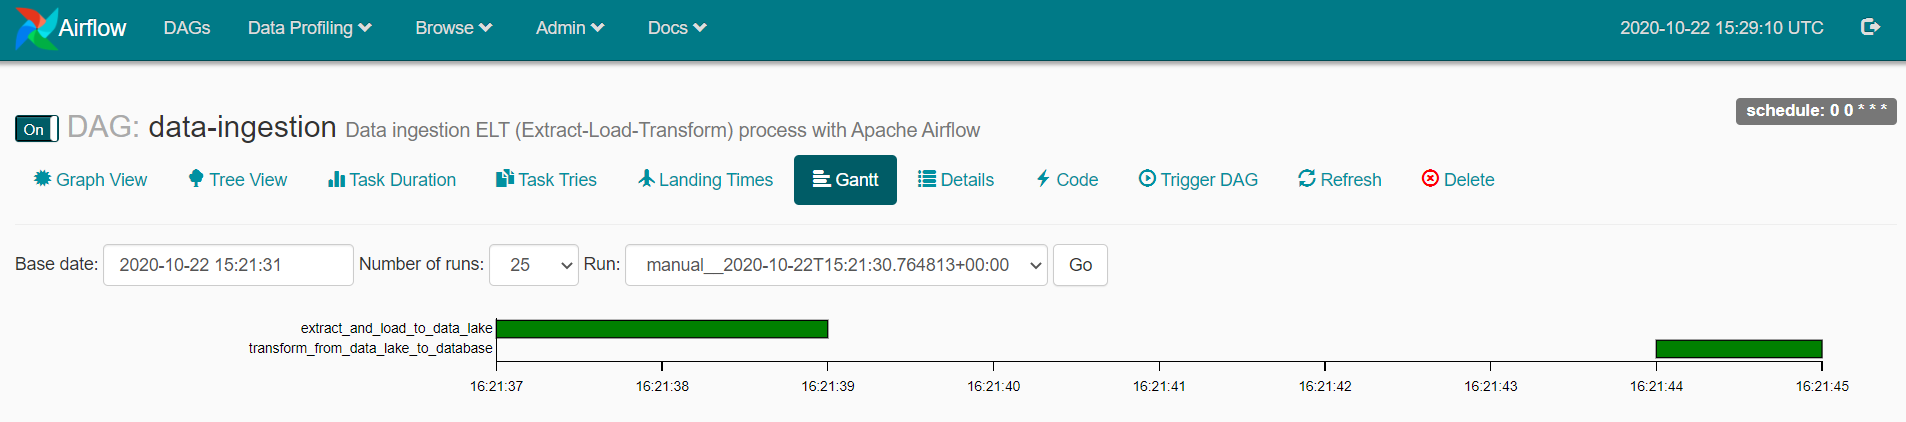 Airflow DAGs Data Profiling Browse Admin Docs 2020-10-22 15:29:10 UTC
schedule: 0 0 * * *
On DAG: data-ingestion Data ingestion ELT (Extract-Load-Transform) process with Apache Airflow
Graph View Tree View Task Duration Task Tries Landing Times Gantt Details Code Trigger DAG Refresh Delete
Base date: 2020-10-22 15:21:31 Number of runs: 25 Run: manual__2020-10-22T15:21:30.764813+00:00 Go
extract_and_load_to_data_lake
transform_from_data_lake_to_database
16:21:37 16:21:38 16:21:39 16:21:40 16:21:41 16:21:42 16:21:43 16:21:44 16:21:45